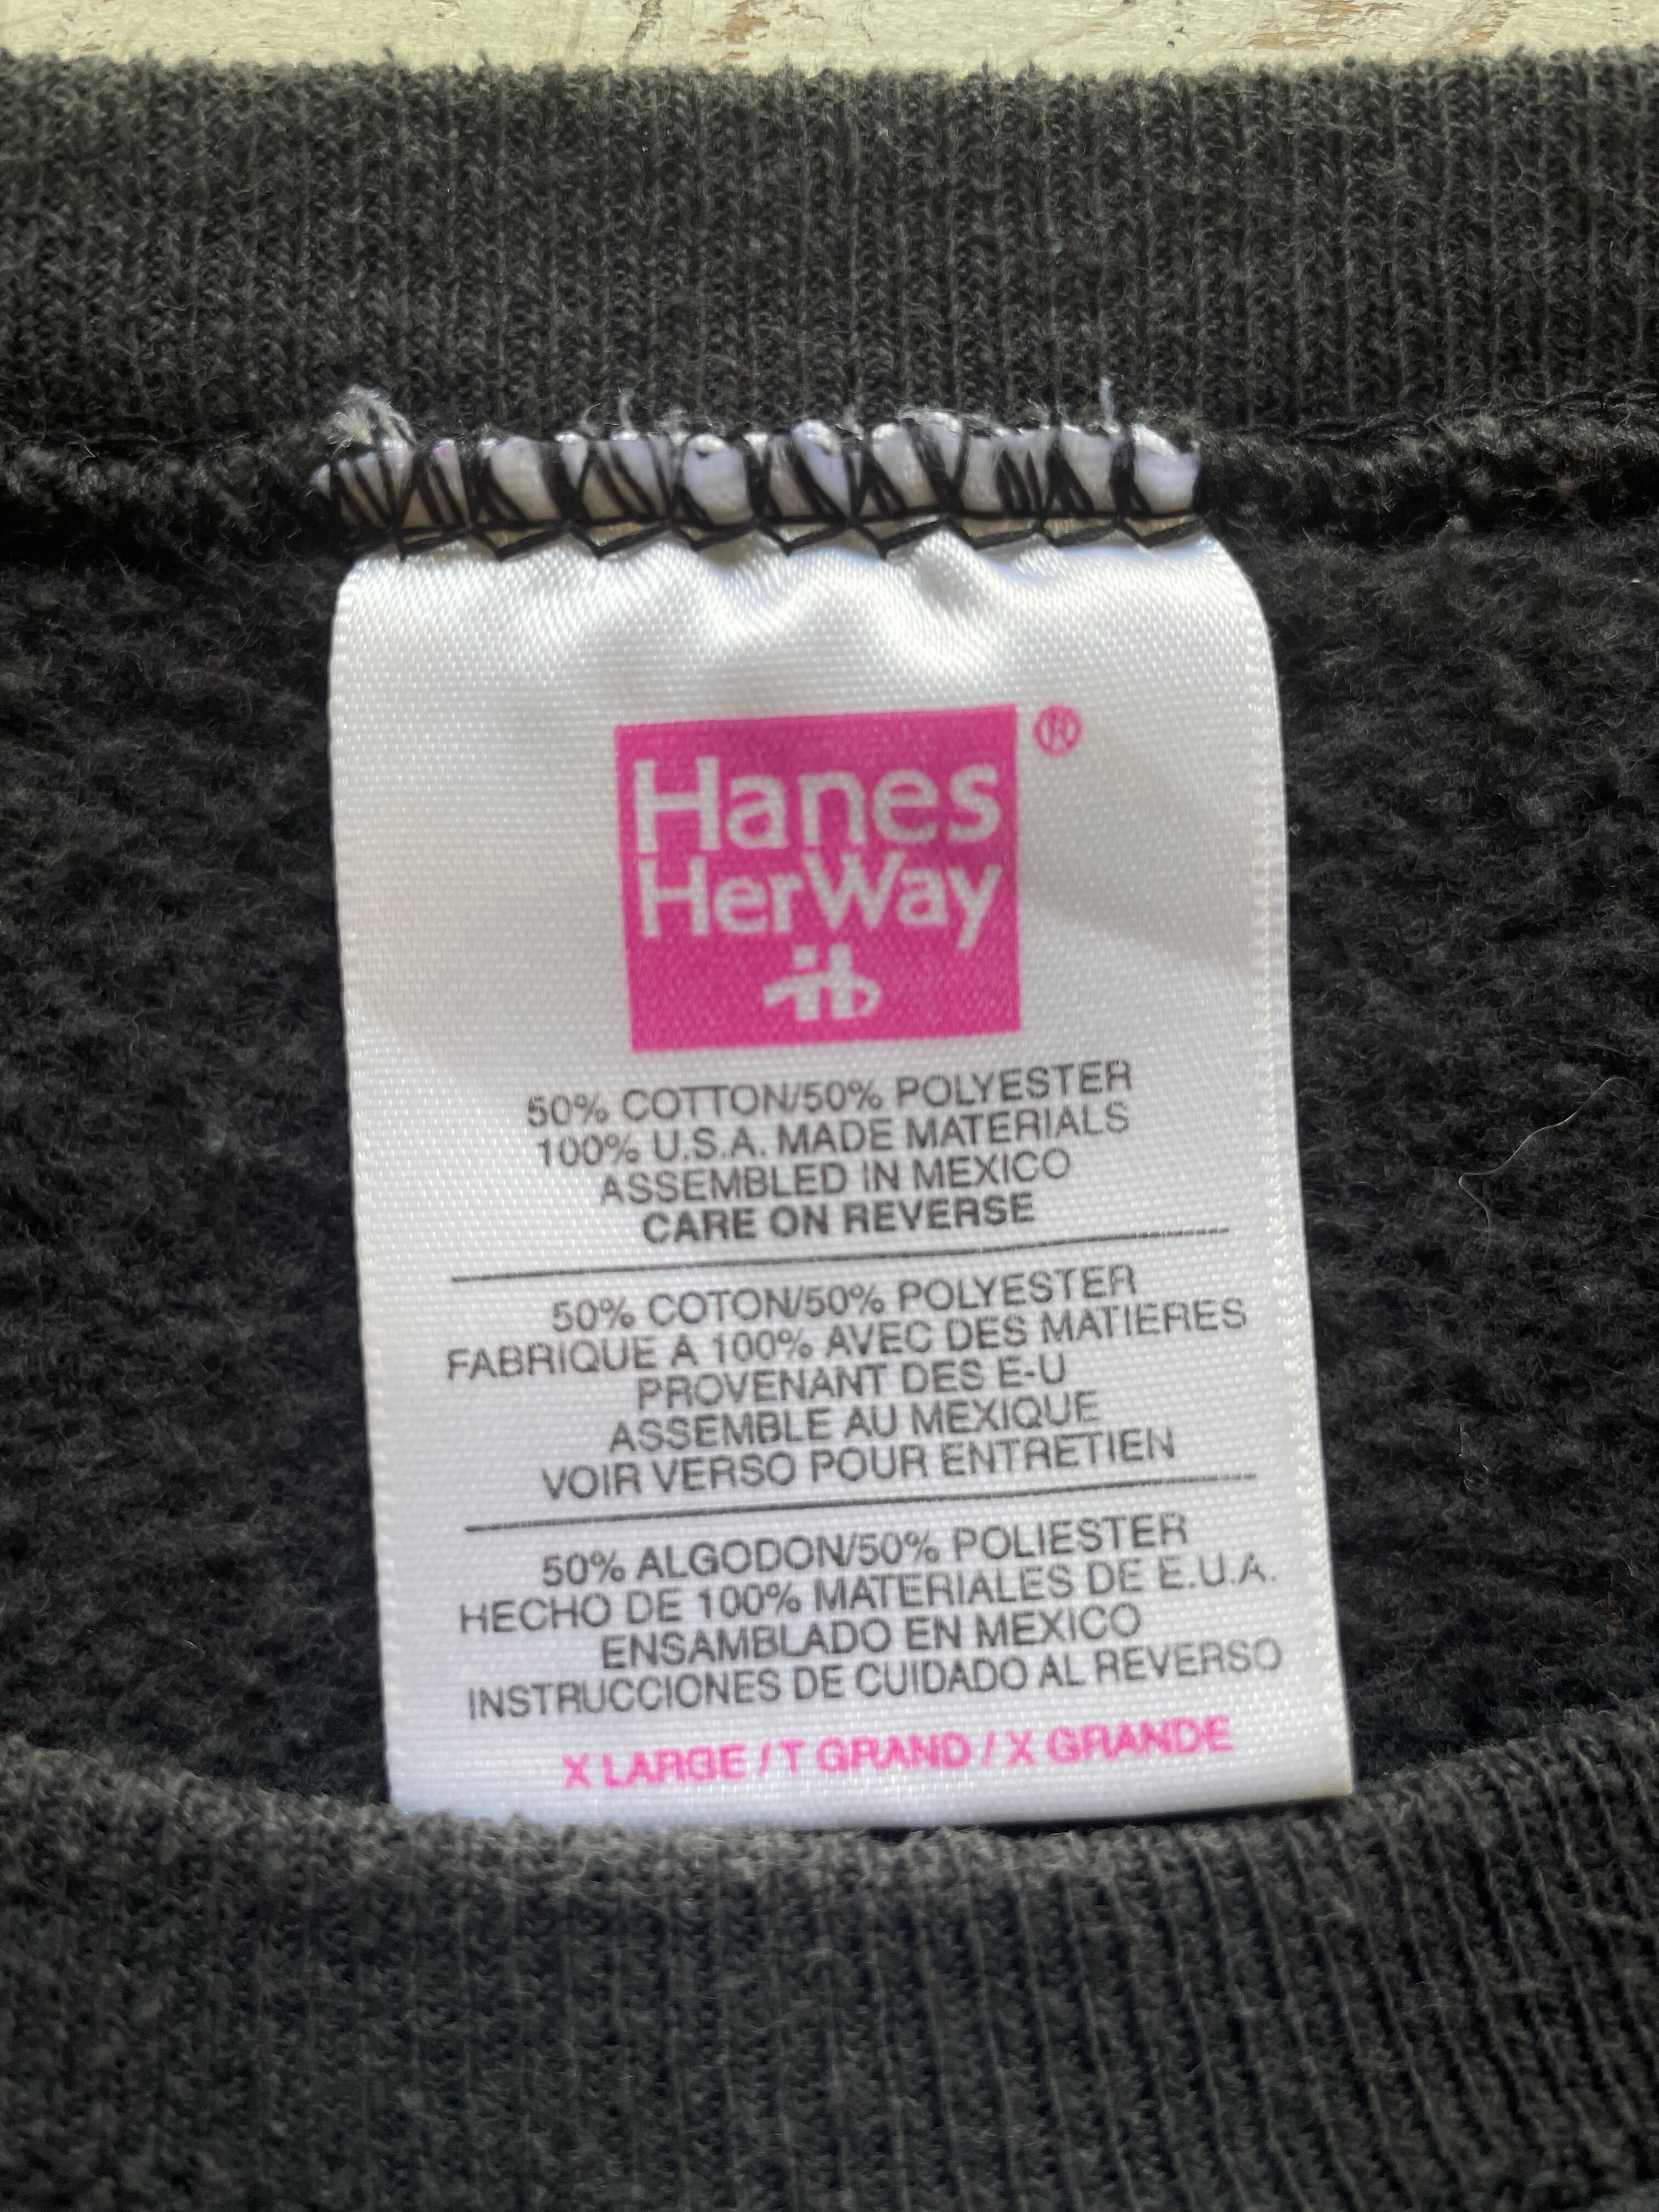 Hanes
HerWay
®
50% COTTON/50% POLYESTER
100% U.S.A. MADE MATERIALS
ASSEMBLED IN MEXICO
CARE ON REVERSE
50% COTON/50% POLYESTER
FABRIQUE A 100% AVEC DES MATIERES
PROVENANT DES E-U
ASSEMBLE AU MEXIQUE
VOIR VERSO POUR ENTRETIEN
50% ALGODON/50% POLIESTER
HECHO DE 100% MATERIALES DE E.U.A.
ENSAMBLADO EN MEXICO
INSTRUCCIONES DE CUIDADO AL REVERSO
X LARGE / T GRAND / X GRANDE